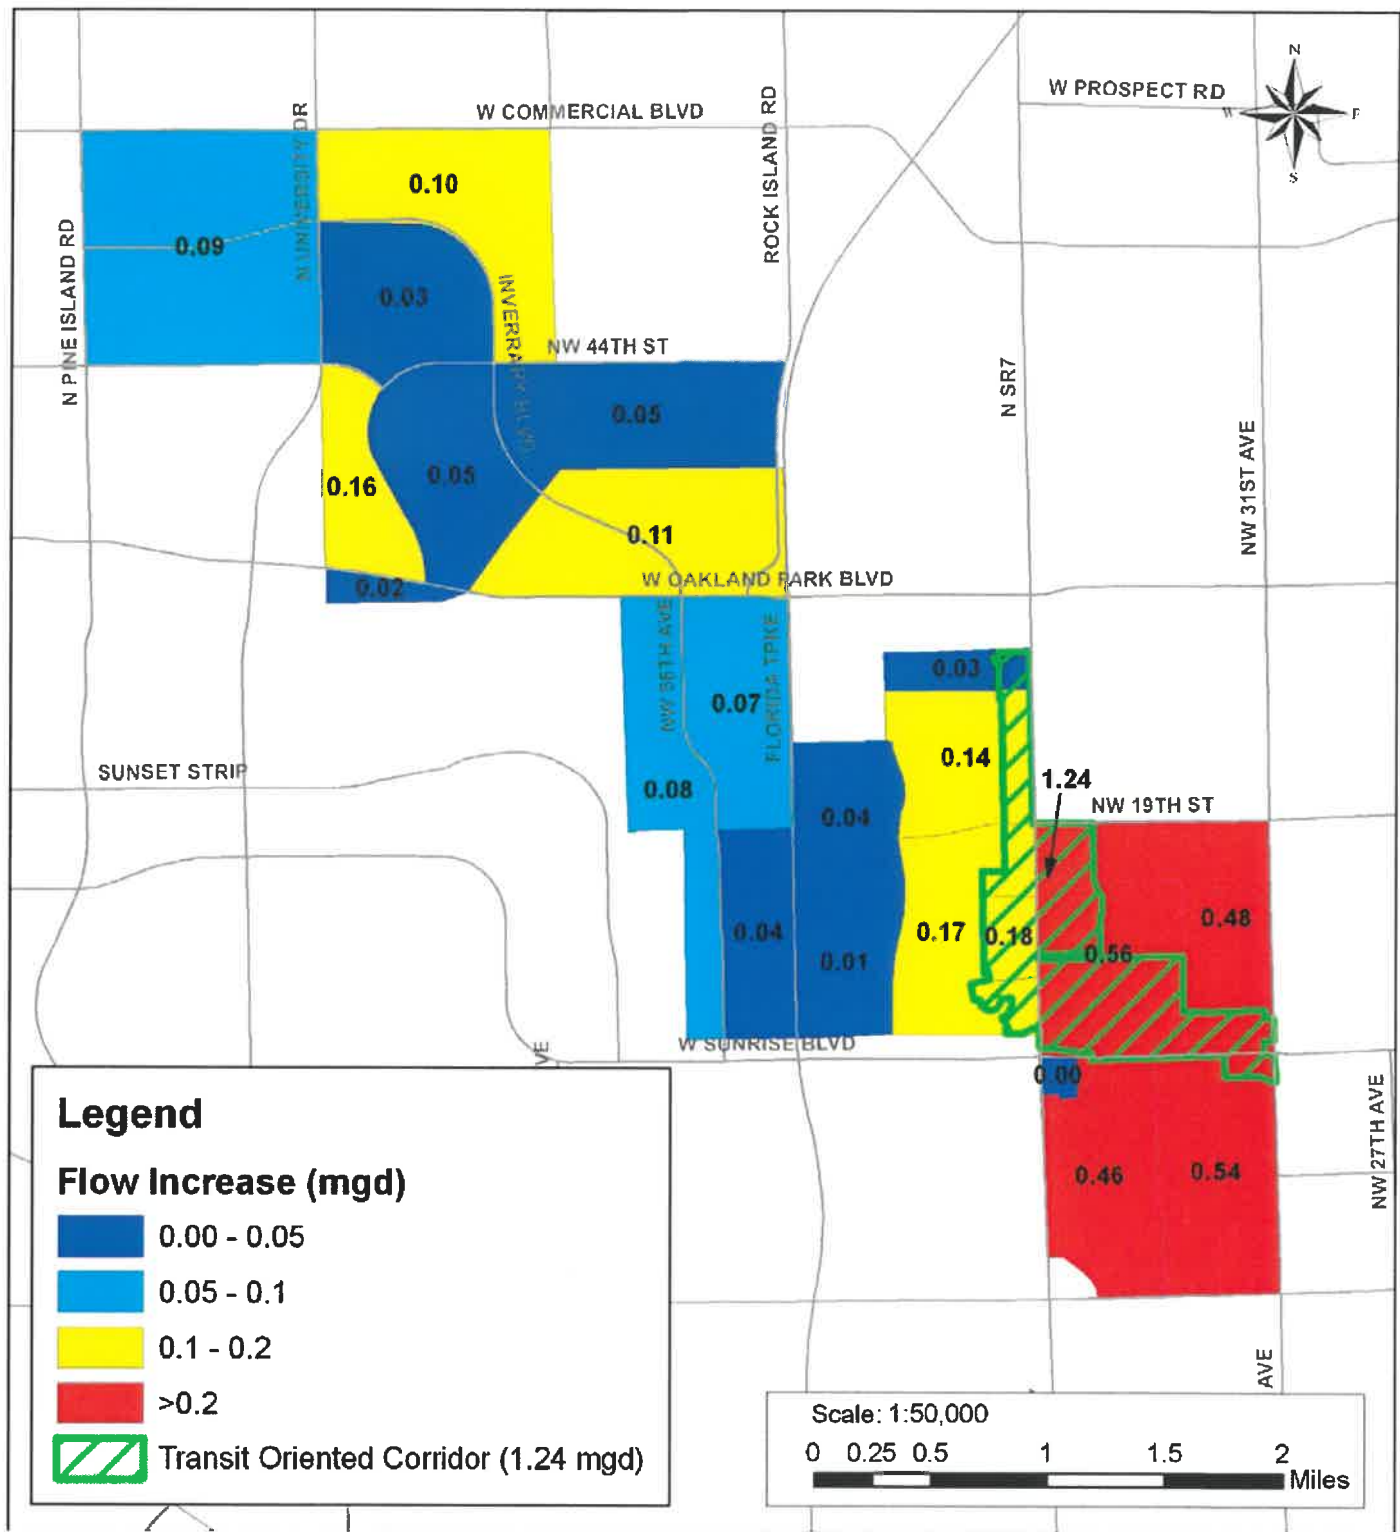 N
W PROSPECT RD
W
S
W COMMERCIAL BLVD
N UNIVERSITY DR
ROCK ISLAND RD
0.10
N PINE ISLAND RD
0.09
0.03
INVERRARY BLVD
NW 44TH ST
N SR7
0.05
NW 31ST AVE
0.05
0.16
0.11
W OAKLAND PARK BLVD
0.02
NW 56TH AVE
FLORIDA TPKE
0.03
0.07
0.14
SUNSET STRIP
0.08
1.24
NW 19TH ST
0.04
0.48
0.04
0.17
0.18
0.56
0.01
W SUNRISE BLVD
VE
0.00
NW 27TH AVE
0.46
0.54
AVE
Legend
Flow Increase (mgd)
0.00 - 0.05
0.05 - 0.1
0.1 - 0.2
>0.2
Transit Oriented Corridor (1.24 mgd)
Scale: 1:50,000
0 0.25 0.5 1 1.5 2
Miles